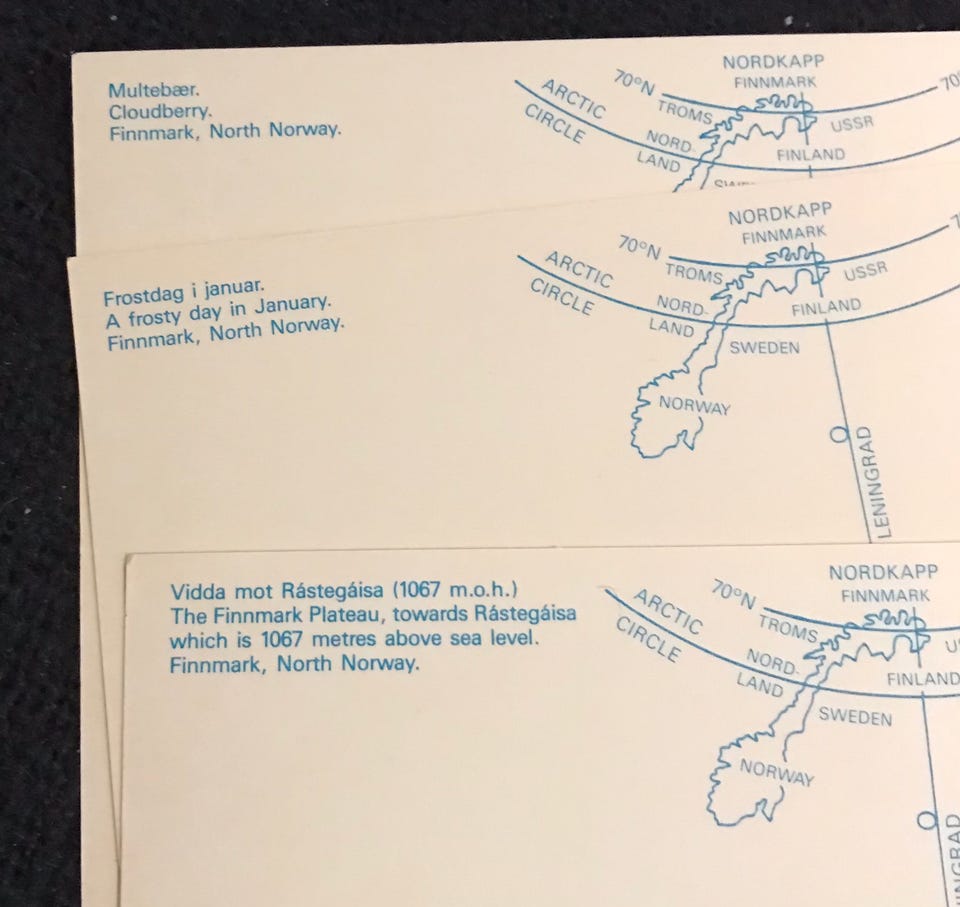 Multebær.
Cloudberry.
Finnmark, North Norway.
NORDKAPP
FINNMARK
70°N
70°
TROMS
ARCTIC
CIRCLE
NORD-
LAND
USSR
FINLAND
Frostdag i januar.
A frosty day in January.
Finnmark, North Norway.
NORDKAPP
FINNMARK
70°N
TROMS
ARCTIC
CIRCLE
NORD-
LAND
USSR
FINLAND
SWEDEN
NORWAY
LENINGRAD
Vidda mot Rástegáisa (1067 m.o.h.)
The Finnmark Plateau, towards Rástegáisa
which is 1067 metres above sea level.
Finnmark, North Norway.
NORDKAPP
FINNMARK
70°N
TROMS
ARCTIC
CIRCLE
NORD-
LAND
FINLAND
SWEDEN
NORWAY